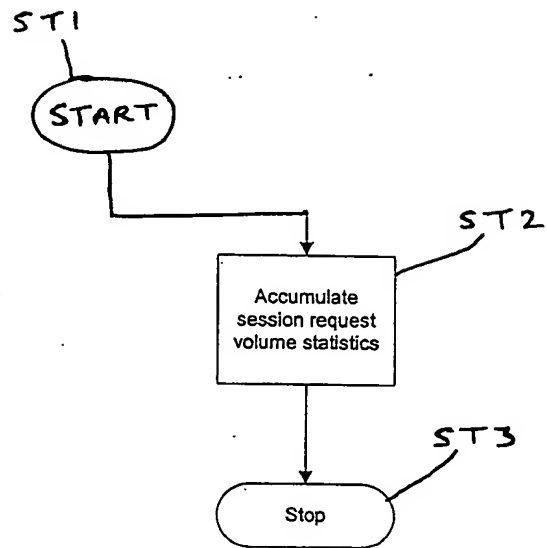 ST1
START
ST2
Accumulate
session request
volume statistics
ST3
Stop